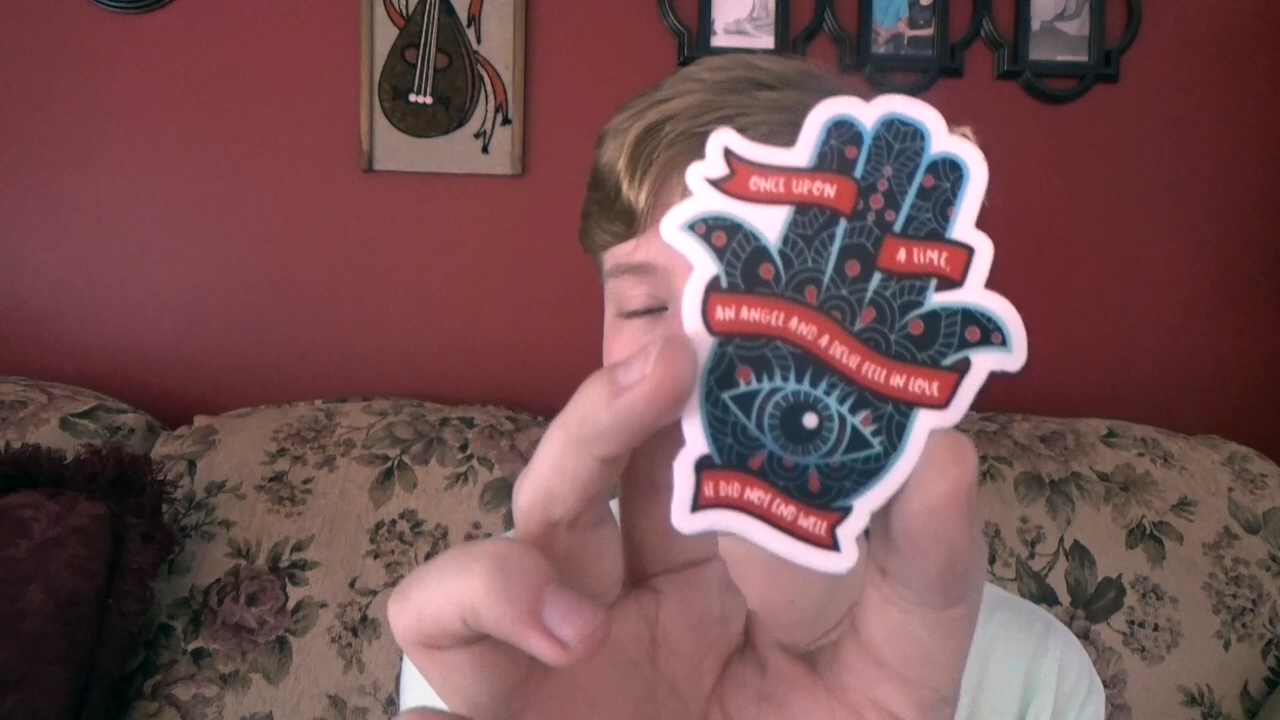 ONCE UPON
A TIME,
AN ANGEL AND A DEVIL FELL IN LOVE
IT DID NOT END WELL